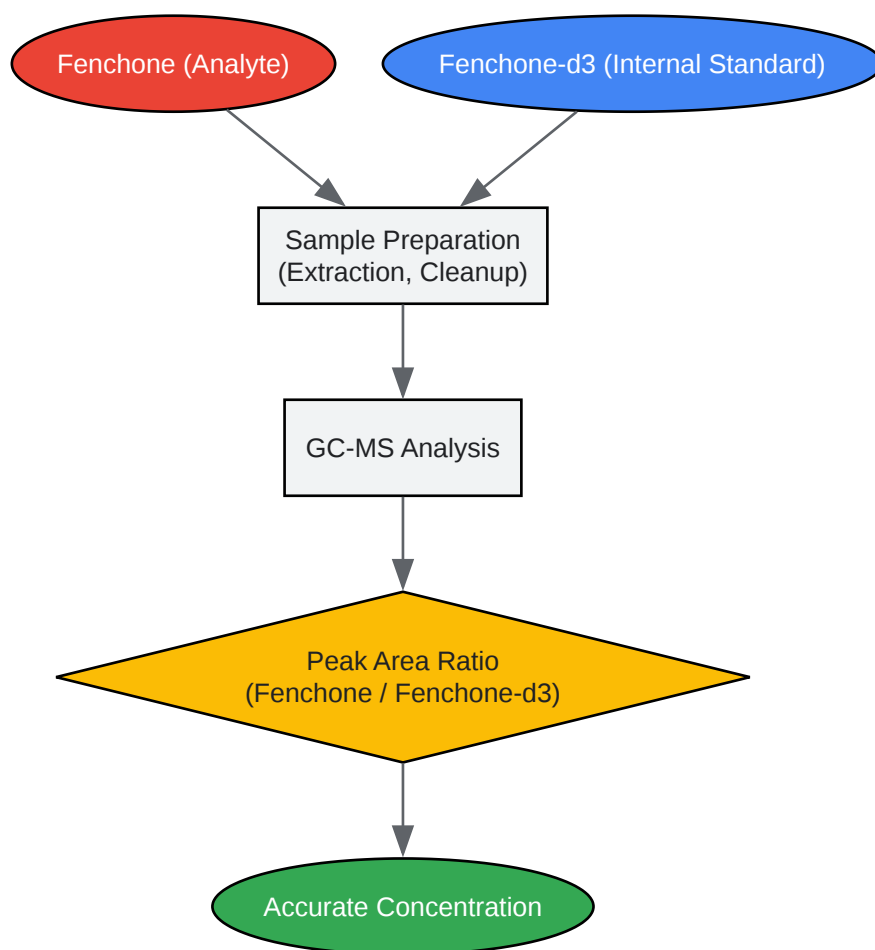 Fenchone (Analyte)
Fenchone-d3 (Internal Standard)
Sample Preparation
(Extraction, Cleanup)
GC-MS Analysis
Peak Area Ratio
(Fenchone / Fenchone-d3)
Accurate Concentration